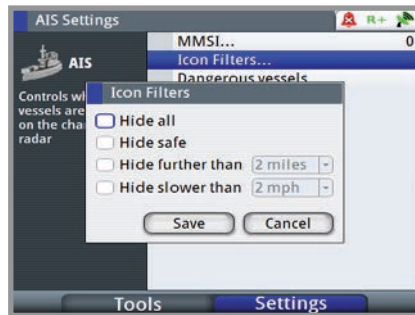 AIS Settings
R+
MMSI... 0
AIS
Icon Filters...
Dangerous vessels
Controls wh
vessels are
on the cha
radar
Icon Filters
Hide all
Hide safe
Hide further than 2 miles
Hide slower than 2 mph
Save Cancel
Tools Settings